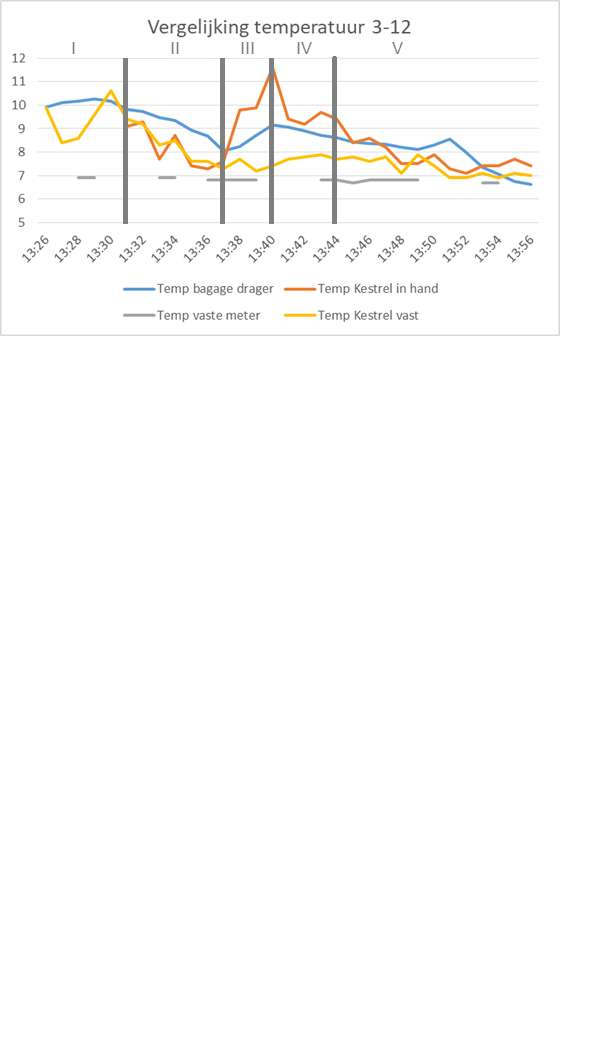 Vergelijking temperatuur 3-12
I II III IV V
12
11
10
9
8
7
6
5
13:26 13:28 13:30 13:32 13:34 13:36 13:38 13:40 13:42 13:44 13:46 13:48 13:50 13:52 13:54 13:56
Temp bagage drager Temp Kestrel in hand
Temp vaste meter Temp Kestrel vast